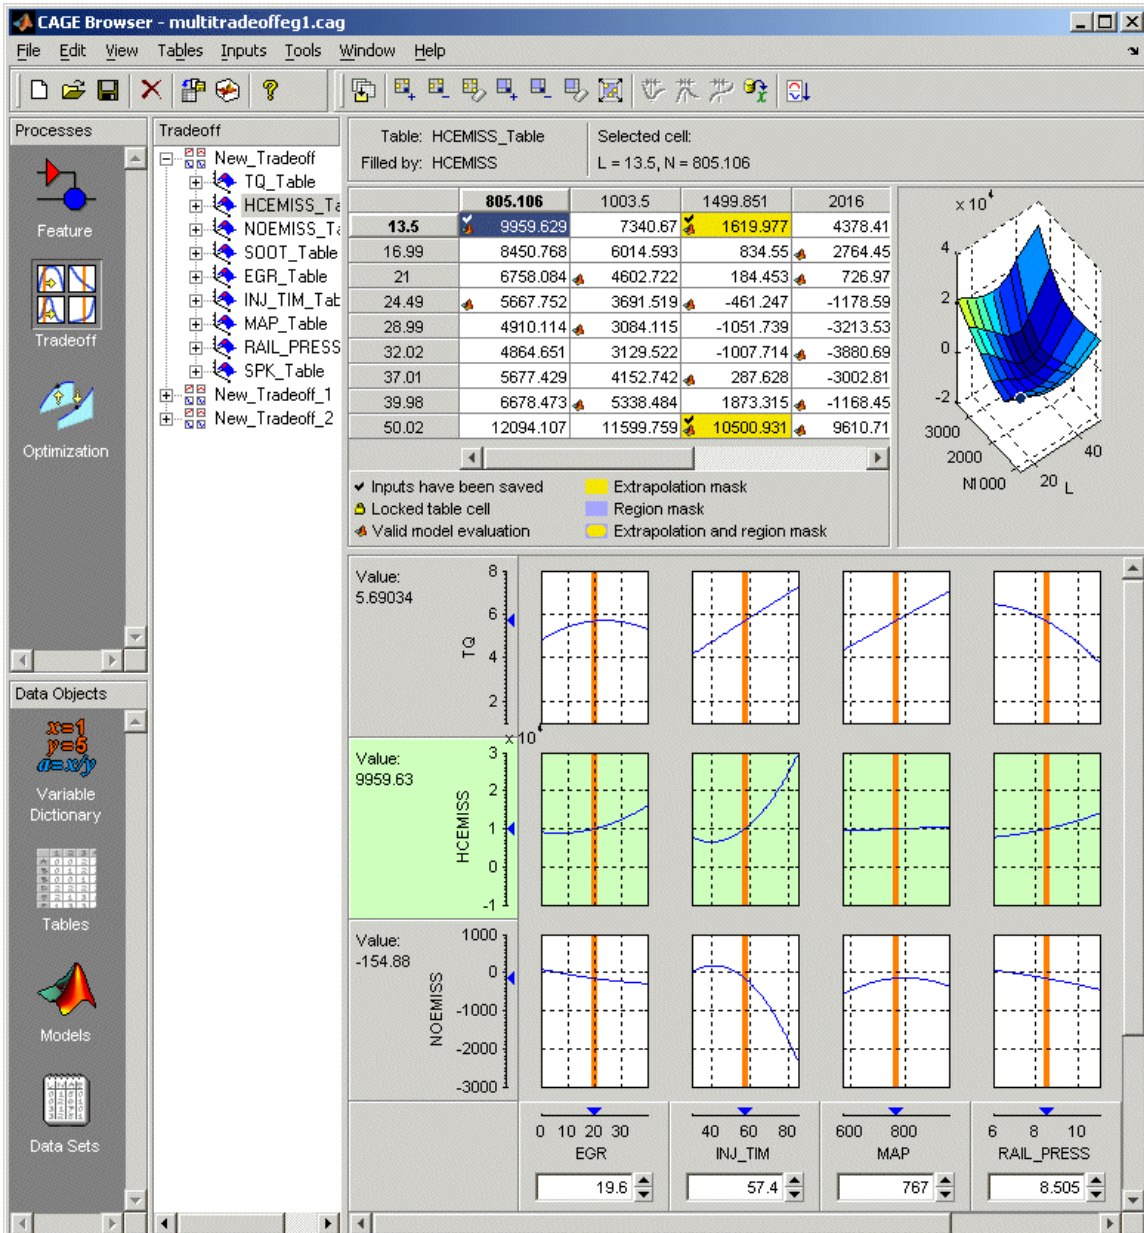 CAGE Browser - multitradeoffeg1.cag
File Edit View Tables Inputs Tools Window Help
Processes
Feature
Tradeoff
Optimization
Data Objects
x=1
y=5
a=x/y
Variable
Dictionary
Tables
Models
Data Sets
Tradeoff
New_Tradeoff
TQ_Table
HCEMISS_Ta
NOEMISS_Ta
SOOT_Table
EGR_Table
INJ_TIM_Tab
MAP_Table
RAIL_PRESS
SPK_Table
New_Tradeoff_1
New_Tradeoff_2
Table: HCEMISS_Table
Filled by: HCEMISS
Selected cell:
L = 13.5, N = 805.106
805.106 1003.5 1499.851 2016
13.5 9959.629 7340.67 1619.977 4378.41
16.99 8450.768 6014.593 834.55 2764.45
21 6758.084 4602.722 184.453 726.97
24.49 5667.752 3691.519 -461.247 -1178.59
28.99 4910.114 3084.115 -1051.739 -3213.53
32.02 4864.651 3129.522 -1007.714 -3880.69
37.01 5677.429 4152.742 287.628 -3002.81
39.98 6678.473 5338.484 1873.315 -1168.45
50.02 12094.107 11599.759 10500.931 9610.71
Inputs have been saved
Locked table cell
Valid model evaluation
Extrapolation mask
Region mask
Extrapolation and region mask
x 10⁴
4
2
0
-2
3000
2000
N1000
20
L
40
Value:
5.69034
TQ
8
6
4
2
Value:
9959.63
HCEMISS
x 10⁴
3
2
1
0
-1
Value:
-154.88
NOEMISS
1000
0
-1000
-2000
-3000
0 10 20 30
EGR
19.6
40 60 80
INJ_TIM
57.4
600 800
MAP
767
6 8 10
RAIL_PRESS
8.505